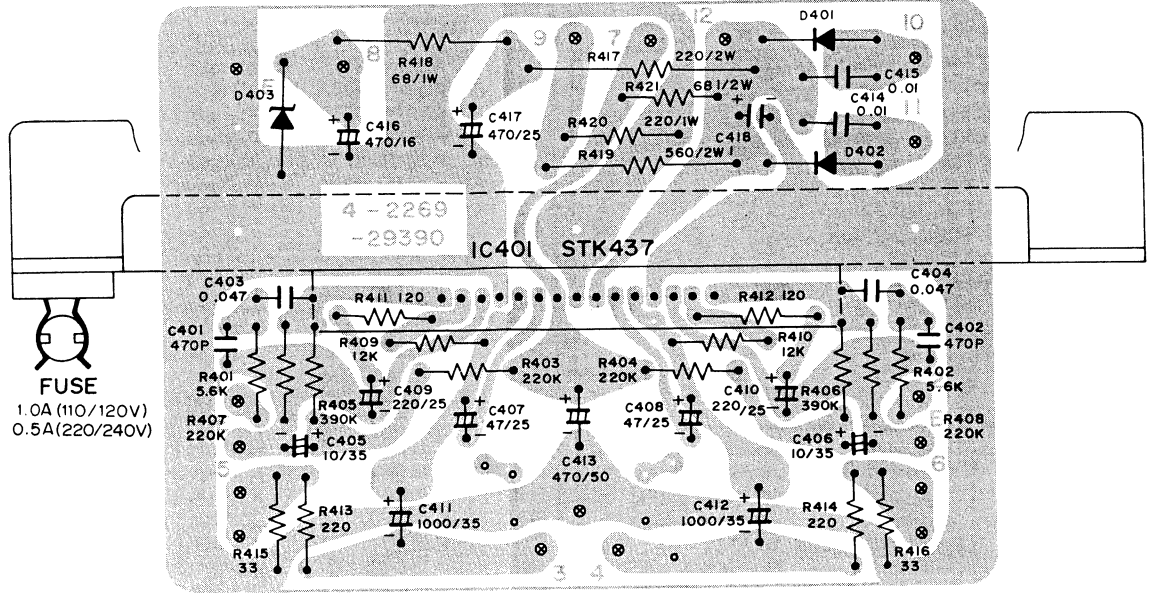 12
D401
10
9
7
8
R418
68/1W
R417
220/2W
C415
0.01
R421
681/2W
D403
C414
0.01
11
C416
470/16
C417
470/25
R420
220/1W
C418
1
R419
560/2W
D402
4-2269
-29390
IC401 STK437
C403
0.047
C404
0.047
R411 120
R412 120
C401
470P
C402
470P
R409
12K
R410
12K
R401
5.6K
R403
220K
R404
220K
R402
5.6K
FUSE
1.0A (110/120V)
0.5A (220/240V)
R407
220K
R405
390K
C409
220/25
C407
47/25
C408
47/25
C410
220/25
R406
390K
R408
220K
C405
10/35
C406
10/35
5
6
C413
470/50
R413
220
C411
1000/35
C412
1000/35
R414
220
R415
33
R416
33
3
4